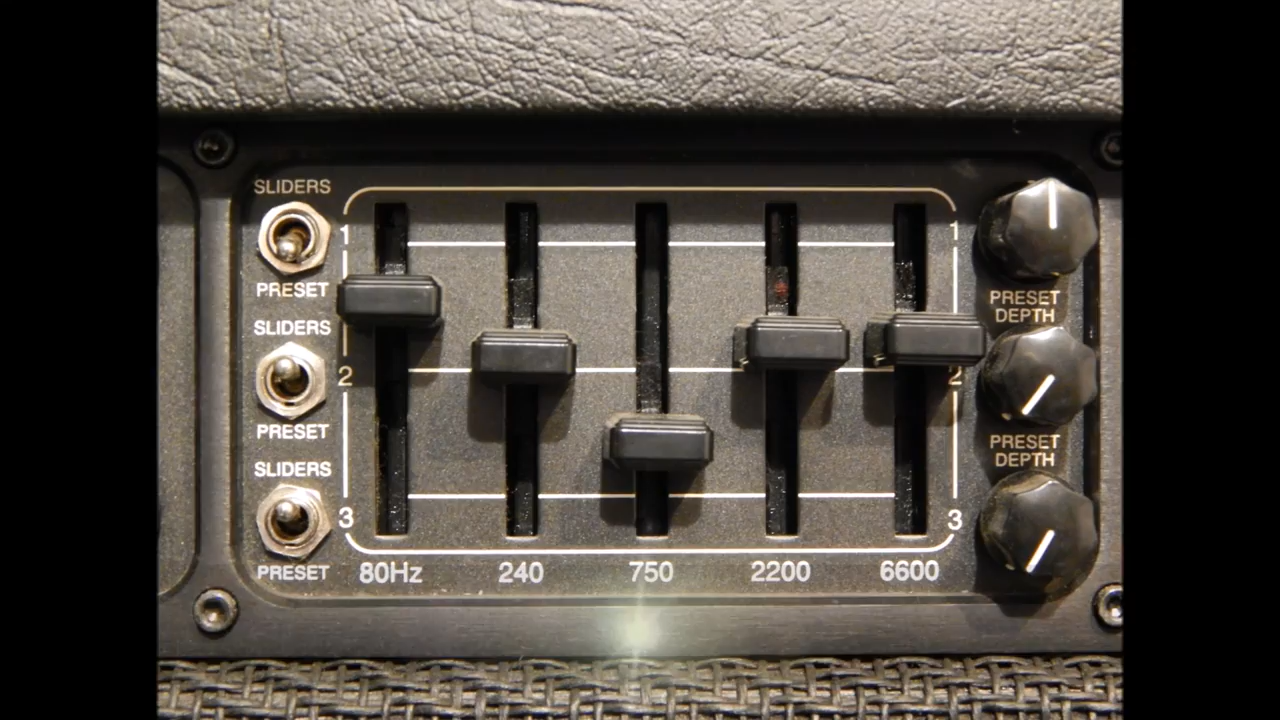 SLIDERS
1
1
PRESET
PRESET
DEPTH
SLIDERS
2
2
PRESET
PRESET
DEPTH
SLIDERS
3
3
PRESET
80Hz
240
750
2200
6600